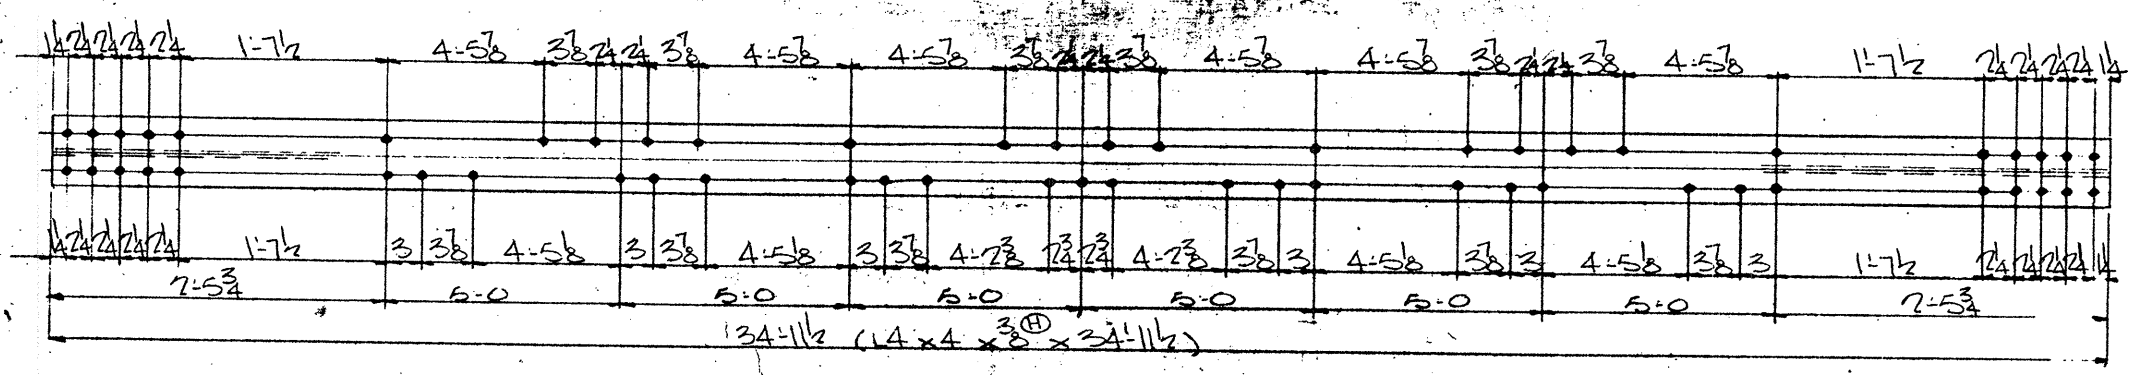 1¼ 2¼ 2¼ 2¼ 2¼ 1'-7½ 4-5⅞ 3⅞ 2¼ 2¼ 3⅞ 4-5⅞ 4-5⅞ 3⅞ 2¼ 2¼ 3⅞ 4-5⅞ 4-5⅞ 3⅞ 2¼ 2¼ 3⅞ 4-5⅞ 1'-7½ 2¼ 2¼ 2¼ 2¼ 1¼
1¼ 2¼ 2¼ 2¼ 2¼ 1'-7½ 3 3⅞ 4-5⅛ 3 3⅞ 4-5⅛ 3 3⅞ 4-2⅜ 2¾ 2¾ 4-2⅜ 3⅞ 3 4-5⅛ 3⅞ 3 4-5⅛ 3⅞ 3 1'-7½ 2¼ 2¼ 2¼ 2¼ 1¼
2-5¾ 5-0 5-0 5-0 5-0 5-0 5-0 2-5¾
34-11½ (L4 x 4 x ⅜ Ⓗ x 34'-11½)